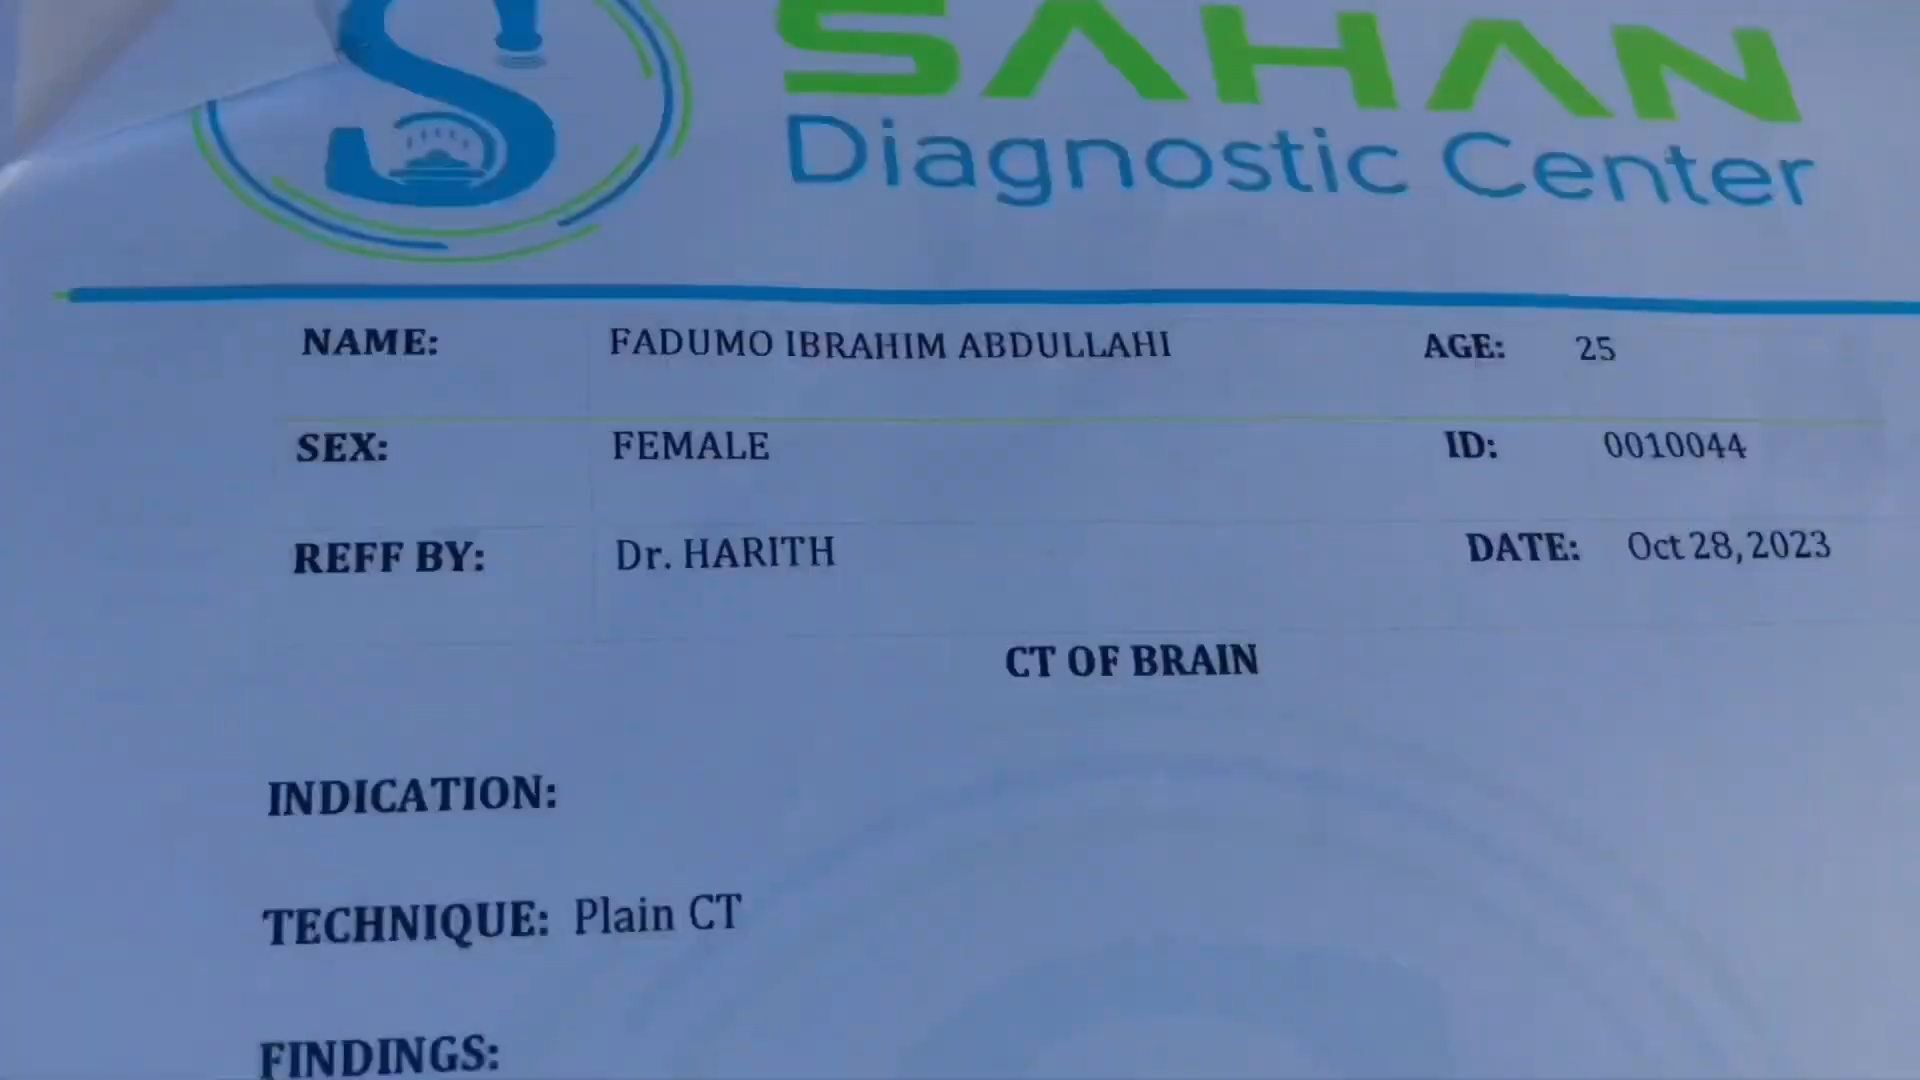 SAHAN
Diagnostic Center
NAME: FADUMO IBRAHIM ABDULLAHI AGE: 25
SEX: FEMALE ID: 0010044
REFF BY: Dr. HARITH DATE: Oct 28,2023
CT OF BRAIN
INDICATION:
TECHNIQUE: Plain CT
FINDINGS: